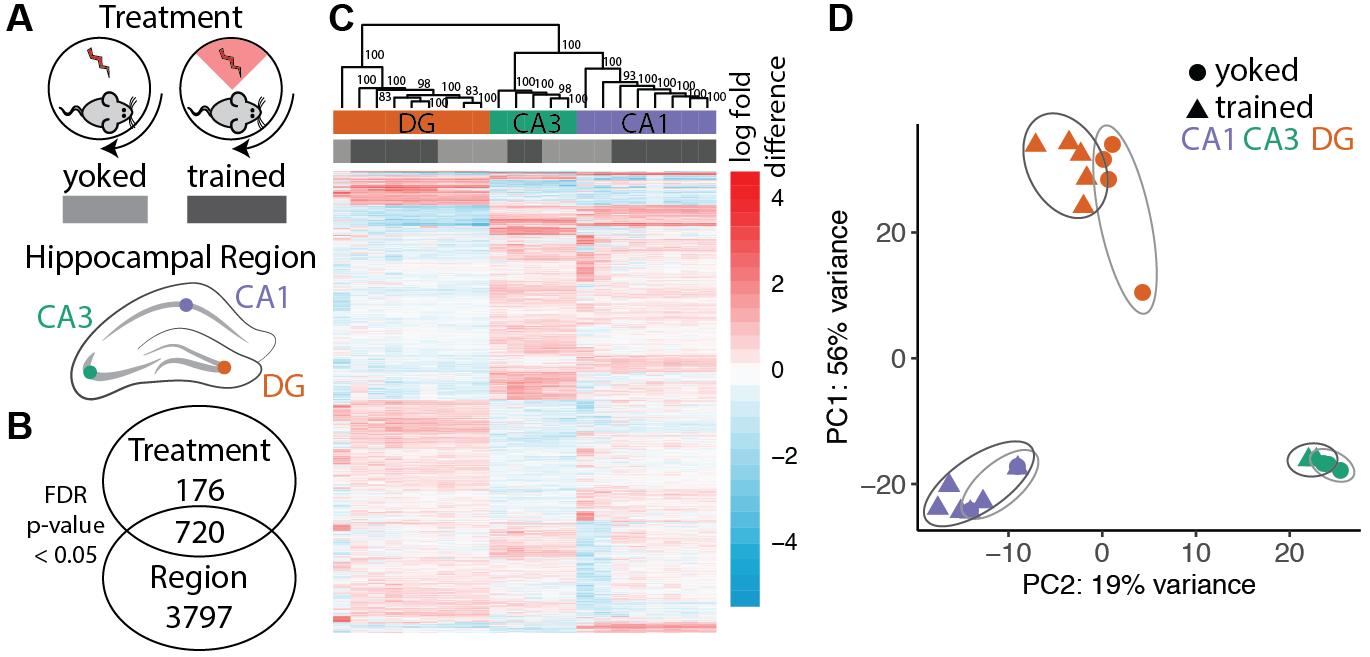 A
Treatment
yoked
trained
Hippocampal Region
CA3
CA1
DG
B
Treatment
176
720
Region
3797
FDR
p-value
< 0.05
C
100
100
100
100
100
98
100
83
83
100
100
100
100
98
100
93
100
100
100
100
100
DG
CA3
CA1
log fold
difference
4
2
0
−2
−4
D
yoked
trained
CA1 CA3 DG
PC1: 56% variance
20
0
−20
−10
0
10
20
PC2: 19% variance